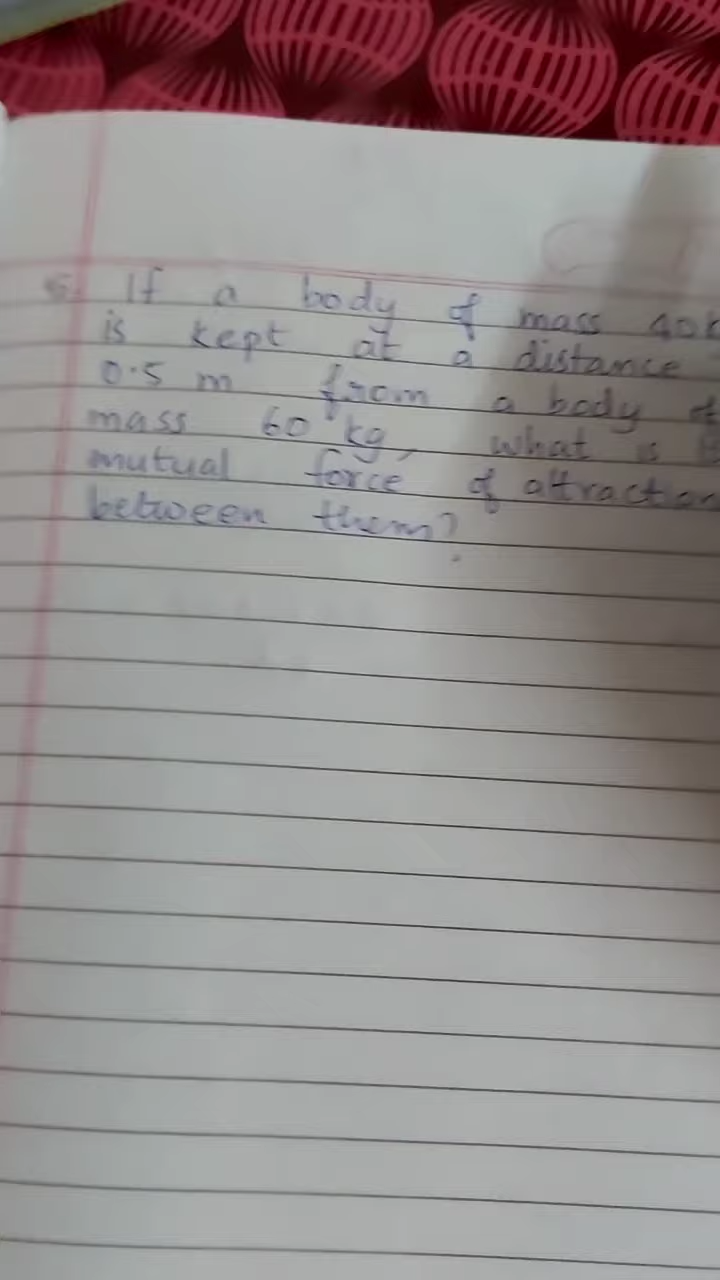 5. If a body of mass 40k
is kept at a distance
0.5 m from a body of
mass 60 kg, what is
mutual force of attraction
between them?